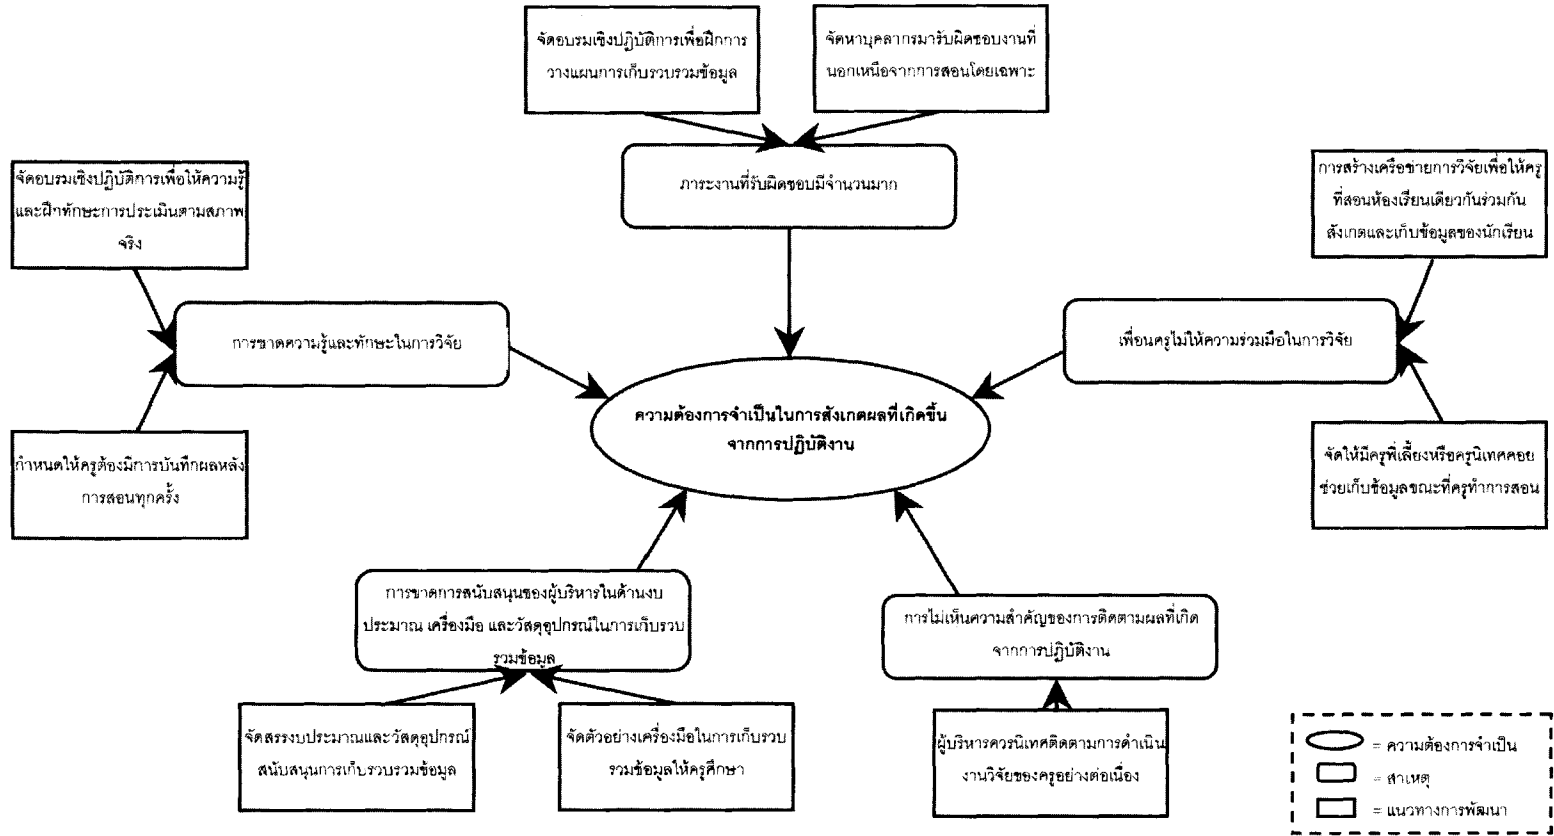 จัดอบรมเชิงปฏิบัติการเพื่อฝึกการ
วางแผนการเก็บรวบรวมข้อมูล
จัดหาบุคลากรมารับผิดชอบงานที่
นอกเหนือจากการสอนโดยเฉพาะ
ภาระงานที่รับผิดชอบมีจำนวนมาก
จัดอบรมเชิงปฏิบัติการเพื่อให้ความรู้
และฝึกทักษะการประเมินตามสภาพ
จริง
การสร้างเครือข่ายการวิจัยเพื่อให้ครู
ที่สอนห้องเรียนเดียวกันร่วมกัน
สังเกตและเก็บข้อมูลของนักเรียน
การขาดความรู้และทักษะในการวิจัย
เพื่อนครูไม่ให้ความร่วมมือในการวิจัย
ความต้องการจำเป็นในการสังเกตผลที่เกิดขึ้น
จากการปฏิบัติงาน
กำหนดให้ครูต้องมีการบันทึกผลหลัง
การสอนทุกครั้ง
จัดให้มีครูพี่เลี้ยงหรือครูนิเทศคอย
ช่วยเก็บข้อมูลขณะที่ครูทำการสอน
การขาดการสนับสนุนของผู้บริหารในด้านงบ
ประมาณ เครื่องมือ และวัสดุอุปกรณ์ในการเก็บรวบ
รวมข้อมูล
การไม่เห็นความสำคัญของการติดตามผลที่เกิด
จากการปฏิบัติงาน
จัดสรรงบประมาณและวัสดุอุปกรณ์
สนับสนุนการเก็บรวบรวมข้อมูล
จัดตัวอย่างเครื่องมือในการเก็บรวบ
รวมข้อมูลให้ครูศึกษา
ผู้บริหารควรนิเทศติดตามการดำเนิน
งานวิจัยของครูอย่างต่อเนื่อง
= ความต้องการจำเป็น
= สาเหตุ
= แนวทางการพัฒนา